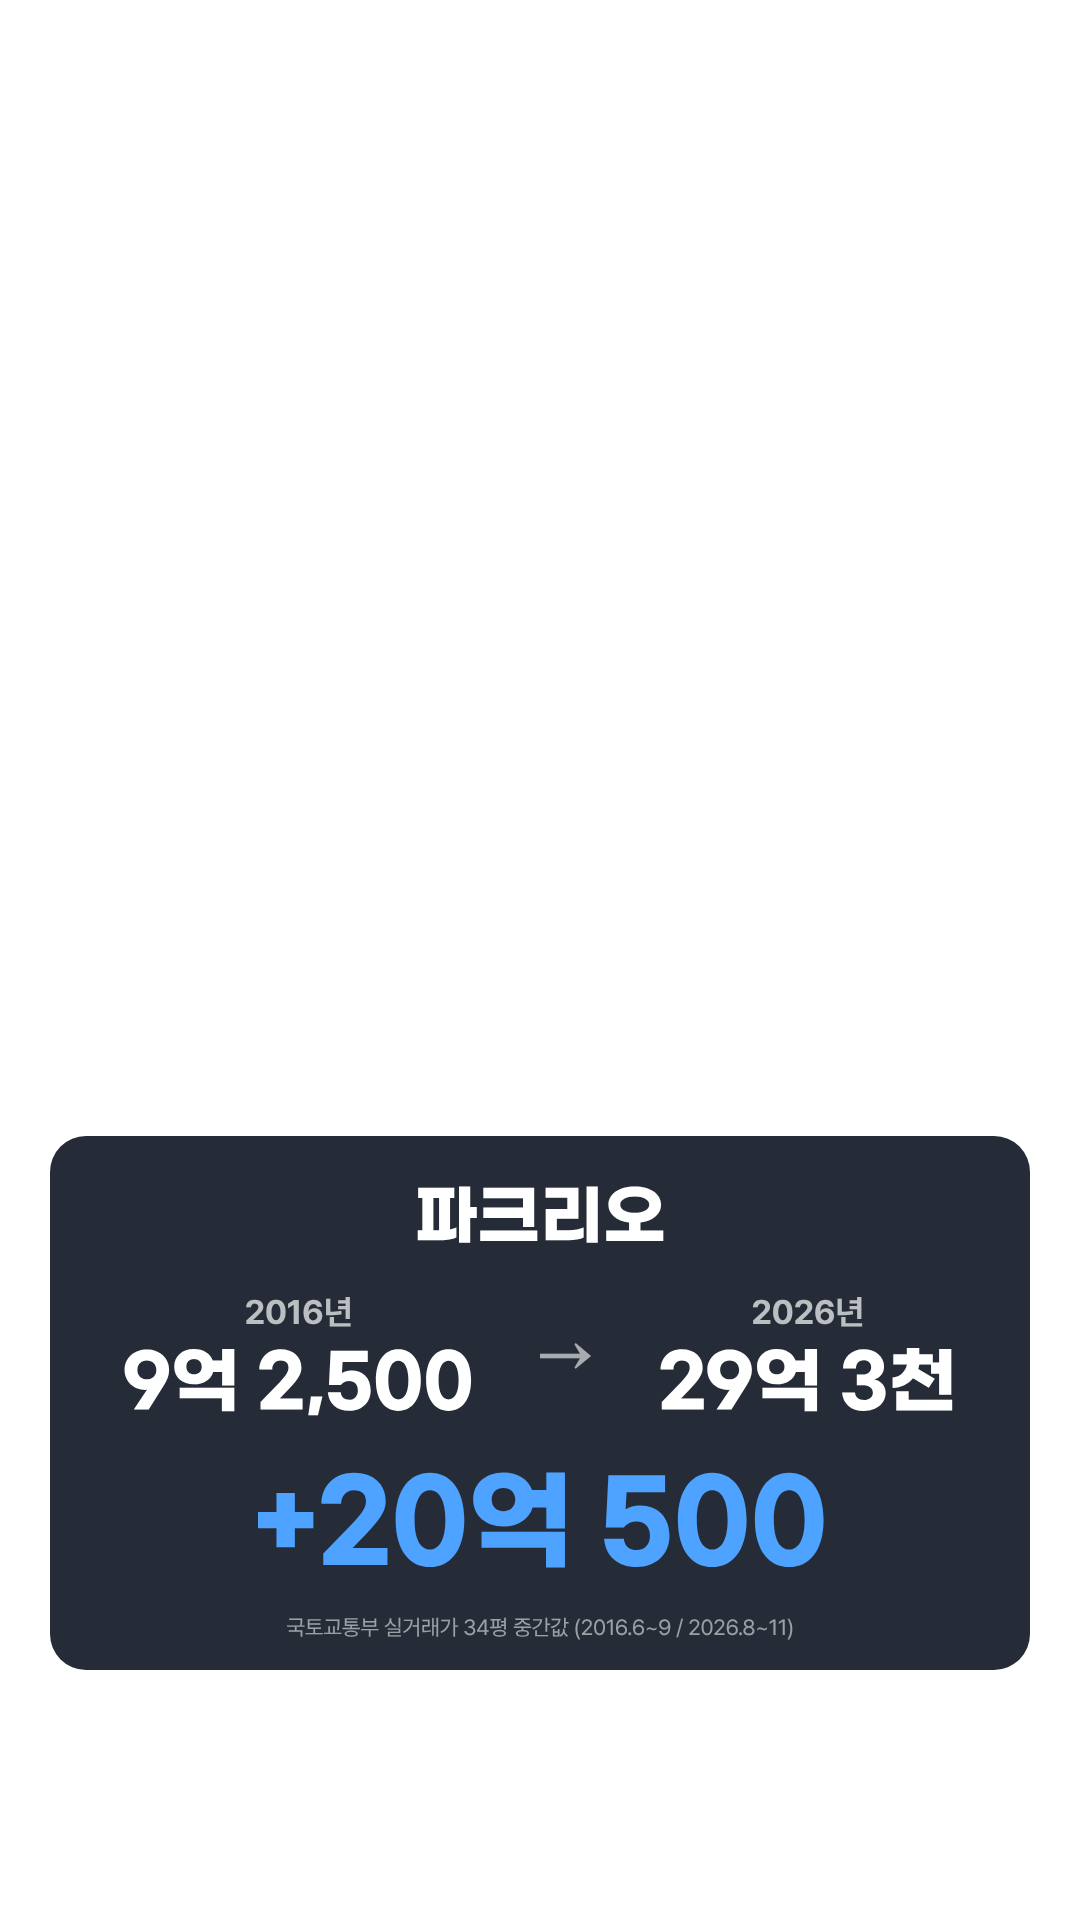 파크리오
2016년
9억 2,500
→
2026년
29억 3천
+20억 500
국토교통부 실거래가 34평 중간값 (2016.6~9 / 2026.8~11)